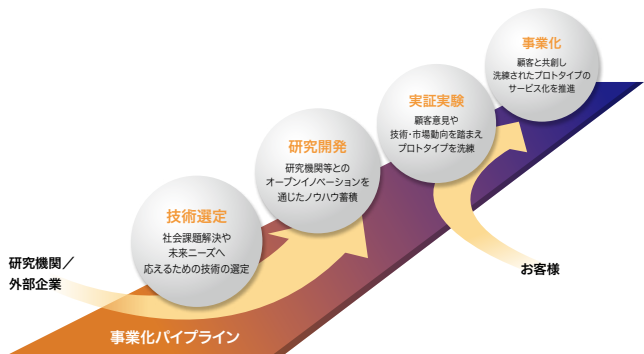 事業化
顧客と共創し
洗練されたプロトタイプの
サービス化を推進
実証実験
顧客意見や
技術・市場動向を踏まえ
プロトタイプを洗練
研究開発
研究機関等との
オープンイノベーションを
通じたノウハウ蓄積
技術選定
社会課題解決や
未来ニーズへ
応えるための技術の選定
研究機関／
外部企業
お客様
事業化パイプライン